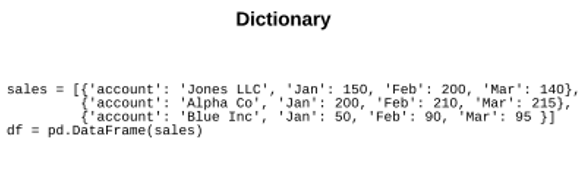 Dictionary
sales = [{'account': 'Jones LLC', 'Jan': 150, 'Feb': 200, 'Mar': 140},
         {'account': 'Alpha Co', 'Jan': 200, 'Feb': 210, 'Mar': 215},
         {'account': 'Blue Inc', 'Jan': 50, 'Feb': 90, 'Mar': 95 }]
df = pd.DataFrame(sales)